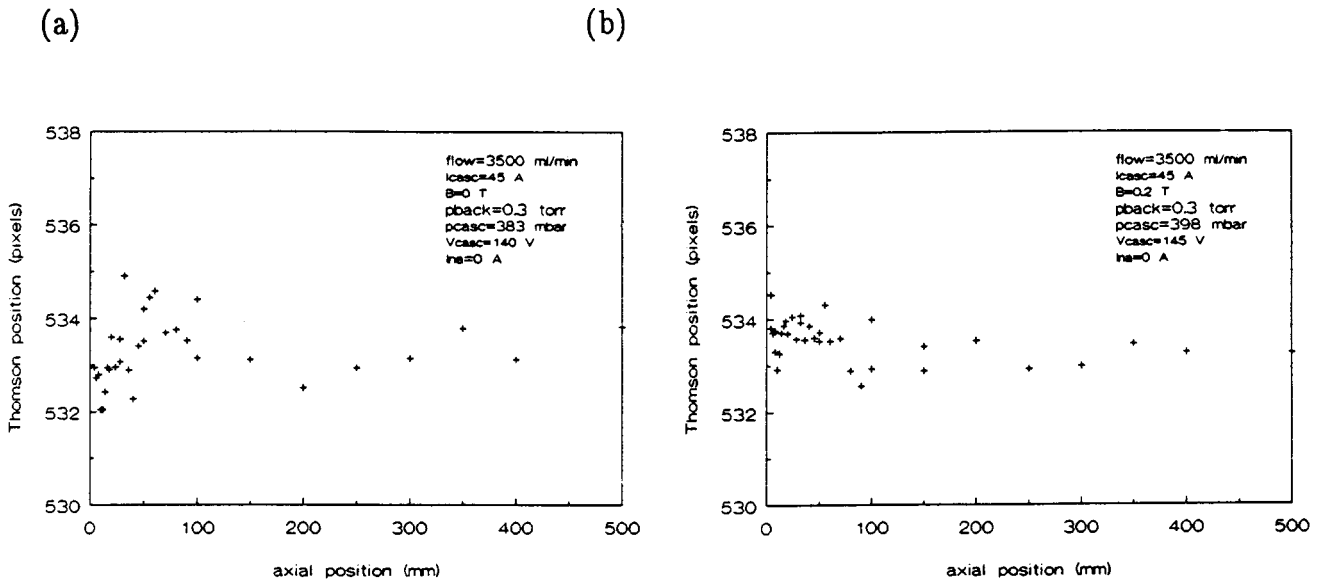 (a)
(b)
538
536
534
532
530
Thomson position (pixels)
flow=3500 ml/min
Icasc=45 A
B=0 T
pback=0.3 torr
pcasc=383 mbar
Vcasc=140 V
Ina=0 A
0
100
200
300
400
500
axial position (mm)
538
536
534
532
530
Thomson position (pixels)
flow=3500 ml/min
Icasc=45 A
B=0.2 T
pback=0.3 torr
pcasc=398 mbar
Vcasc=145 V
Ina=0 A
0
100
200
300
400
500
axial position (mm)